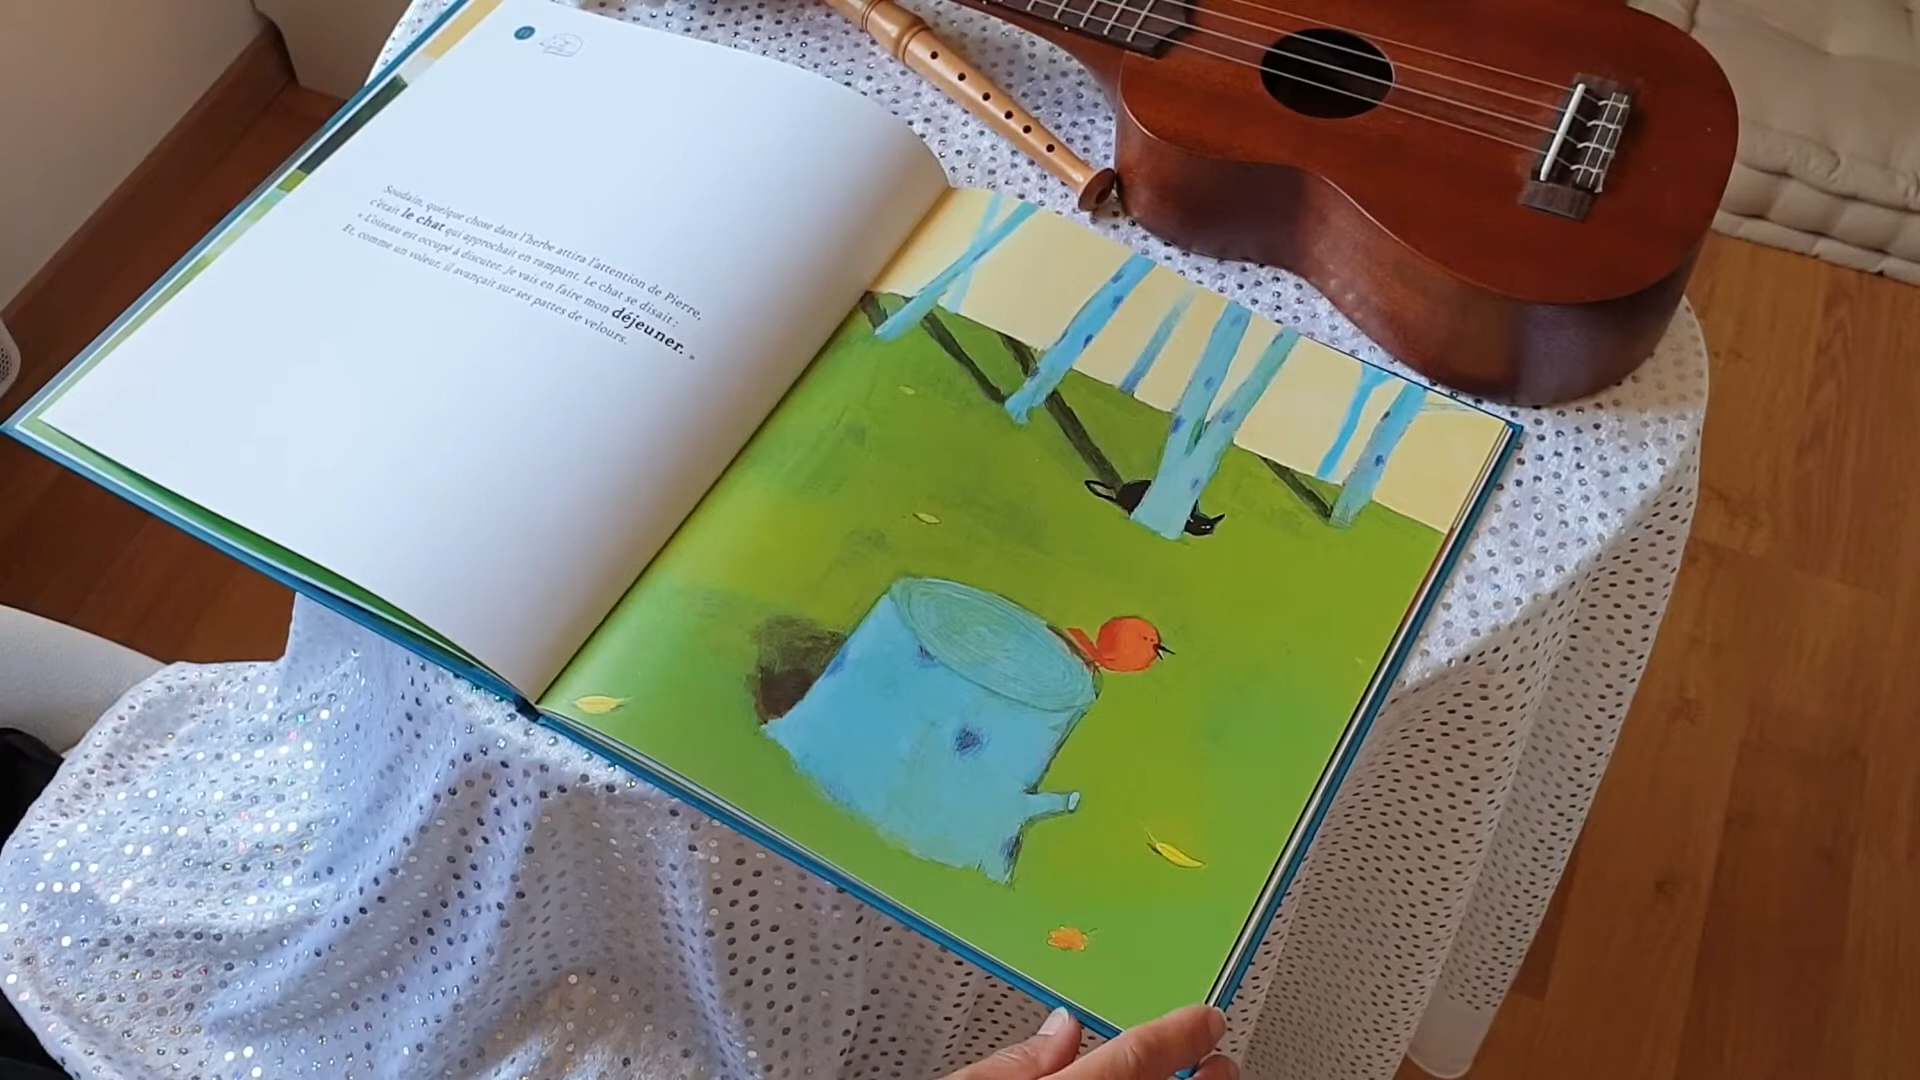 Soudain, quelque chose dans l'herbe attira l'attention de Pierre,
c'était le chat qui approchait en rampant. Le chat se disait :
« L'oiseau est occupé à discuter. Je vais en faire mon déjeuner. »
Et, comme un voleur, il avançait sur ses pattes de velours.